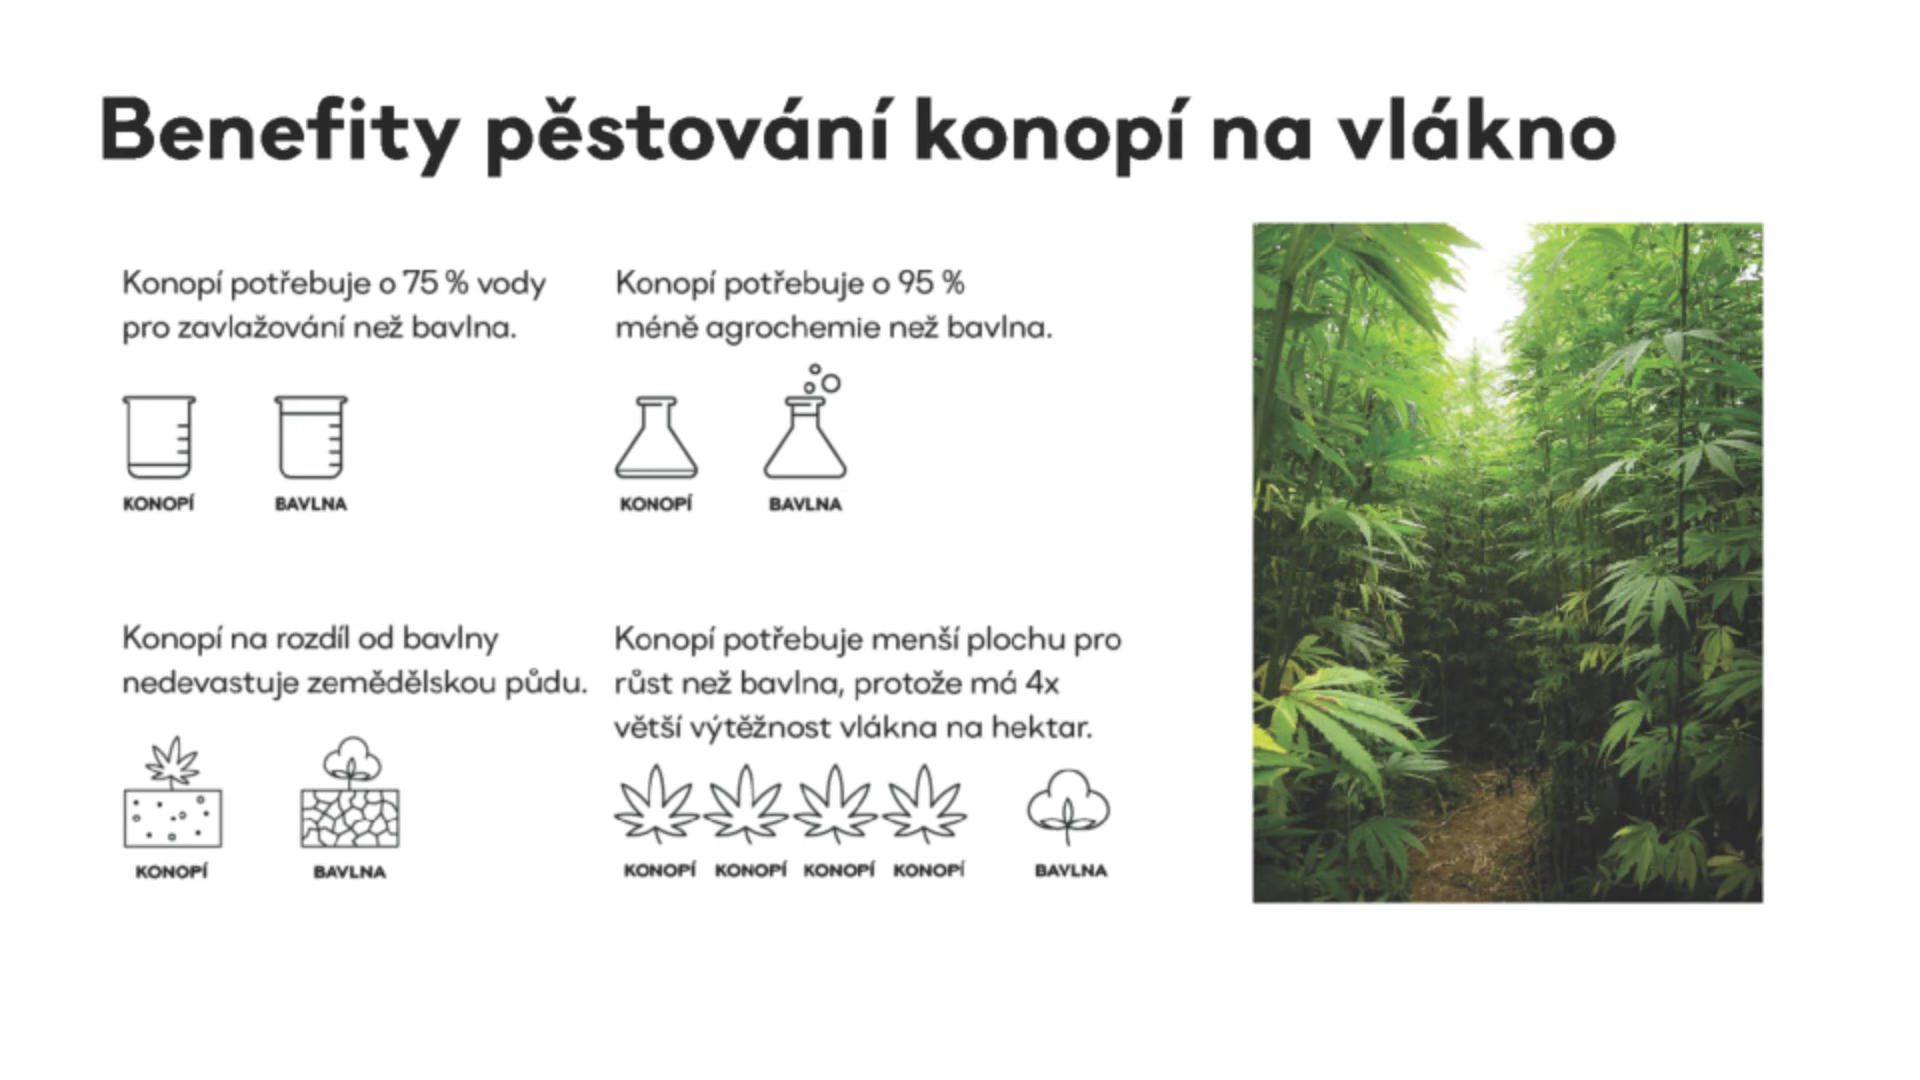 Benefity pěstování konopí na vlákno
Konopí potřebuje o 75 % vody
pro zavlažování než bavlna.
KONOPÍ
BAVLNA
Konopí potřebuje o 95 %
méně agrochemie než bavlna.
KONOPÍ
BAVLNA
Konopí na rozdíl od bavlny
nedevastuje zemědělskou půdu.
KONOPÍ
BAVLNA
Konopí potřebuje menší plochu pro
růst než bavlna, protože má 4x
větší výtěžnost vlákna na hektar.
KONOPÍ KONOPÍ KONOPÍ KONOPÍ BAVLNA